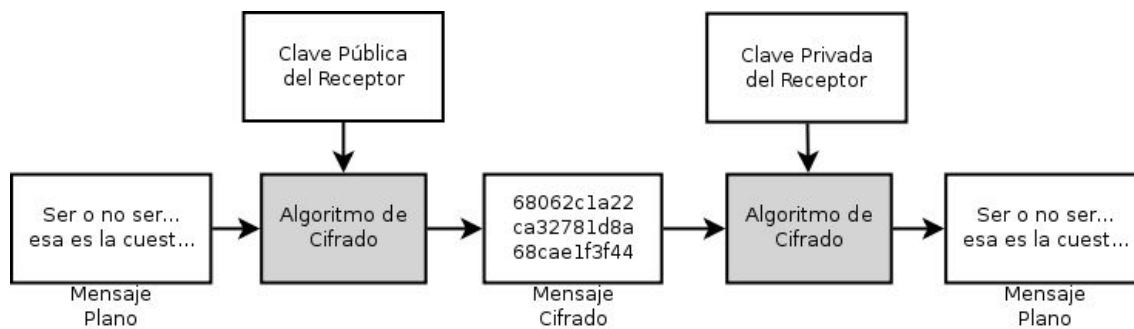 Clave Pública
del Receptor
Clave Privada
del Receptor
Ser o no ser...
esa es la cuest...
Algoritmo de
Cifrado
68062c1a22
ca32781d8a
68cae1f3f44
Algoritmo de
Cifrado
Ser o no ser...
esa es la cuest...
Mensaje
Plano
Mensaje
Cifrado
Mensaje
Plano